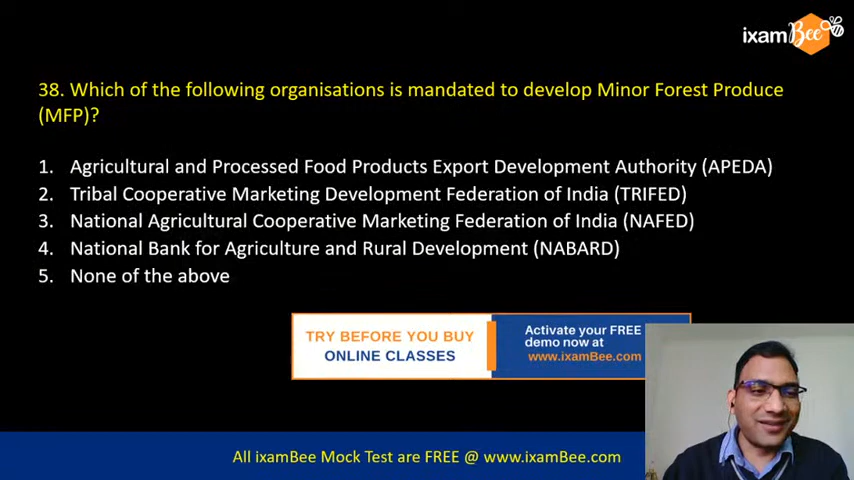 ixamBee
38. Which of the following organisations is mandated to develop Minor Forest Produce
(MFP)?
1. Agricultural and Processed Food Products Export Development Authority (APEDA)
2. Tribal Cooperative Marketing Development Federation of India (TRIFED)
3. National Agricultural Cooperative Marketing Federation of India (NAFED)
4. National Bank for Agriculture and Rural Development (NABARD)
5. None of the above
TRY BEFORE YOU BUY
ONLINE CLASSES
Activate your FREE
demo now at
www.ixamBee.com
All ixamBee Mock Test are FREE @ www.ixamBee.com